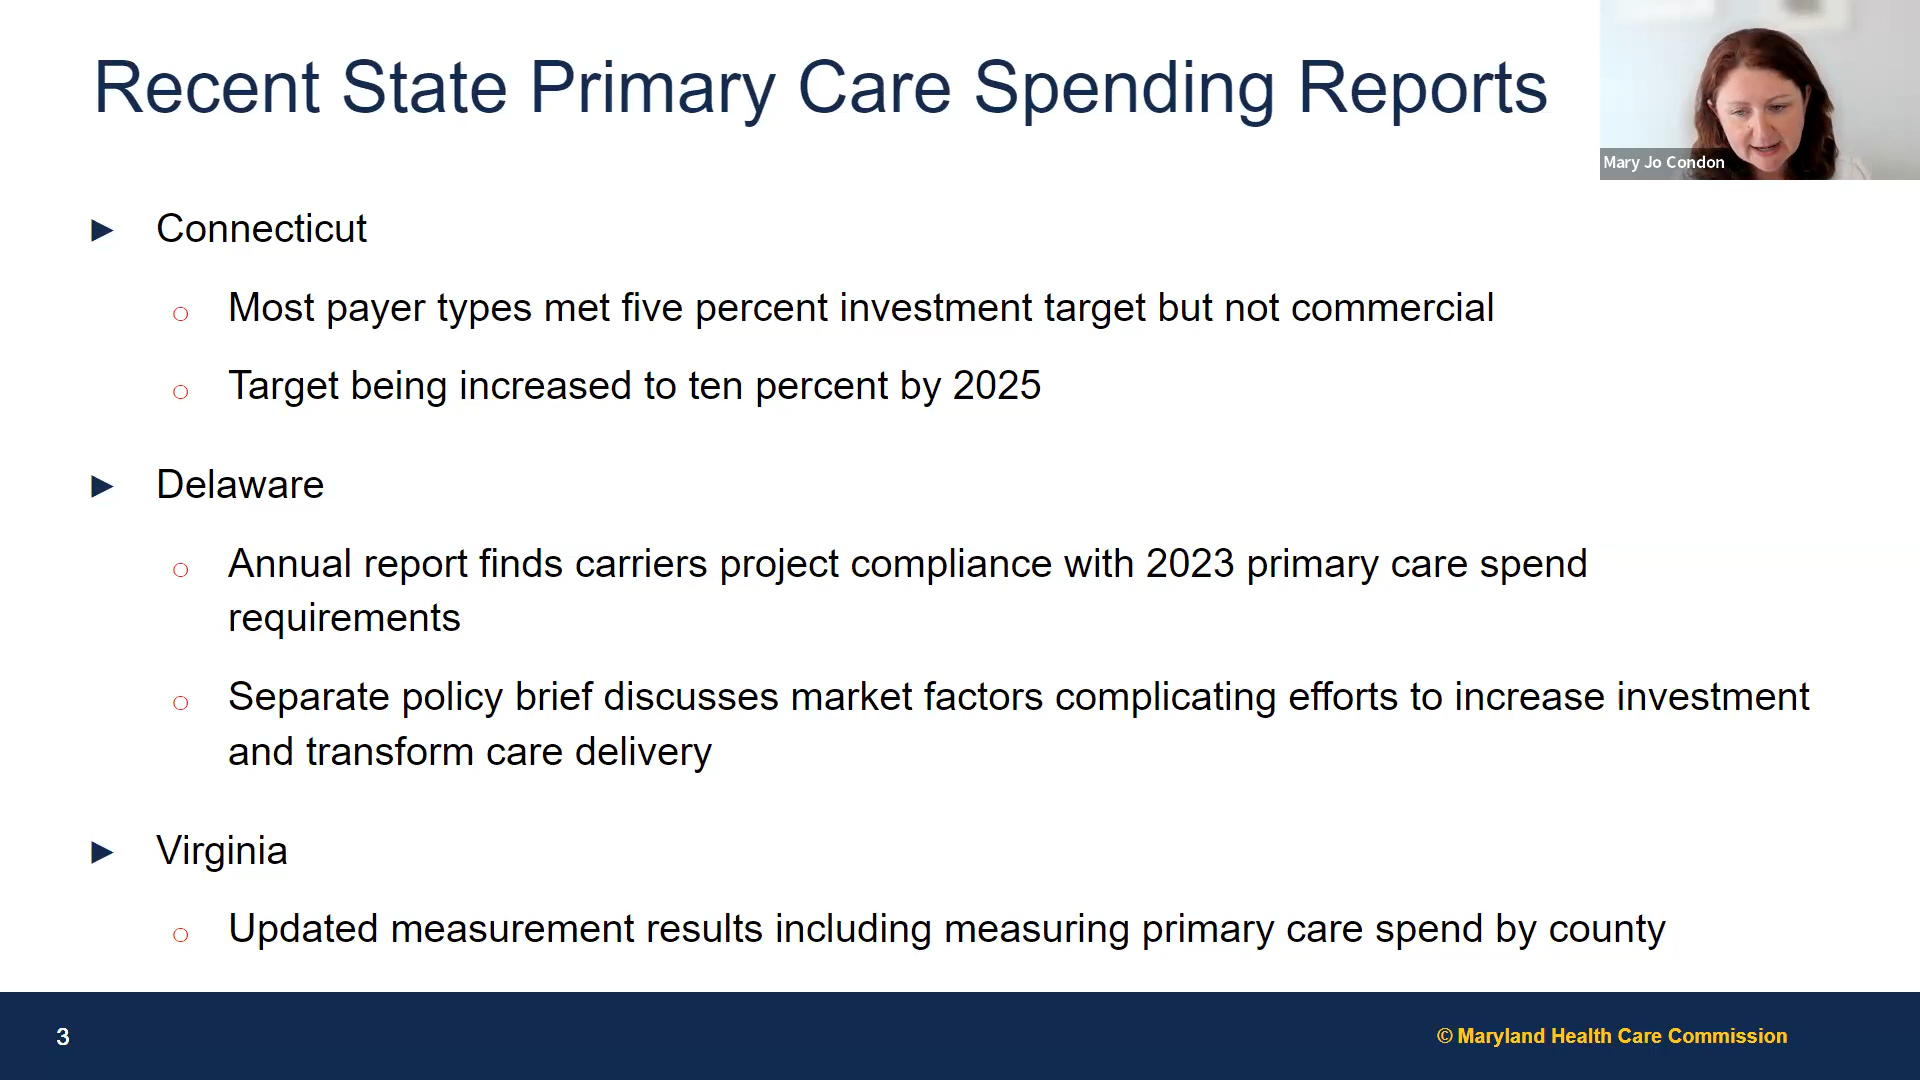 Recent State Primary Care Spending Reports
Mary Jo Condon
► Connecticut
○ Most payer types met five percent investment target but not commercial
○ Target being increased to ten percent by 2025
► Delaware
○ Annual report finds carriers project compliance with 2023 primary care spend
requirements
○ Separate policy brief discusses market factors complicating efforts to increase investment
and transform care delivery
► Virginia
○ Updated measurement results including measuring primary care spend by county
3
© Maryland Health Care Commission